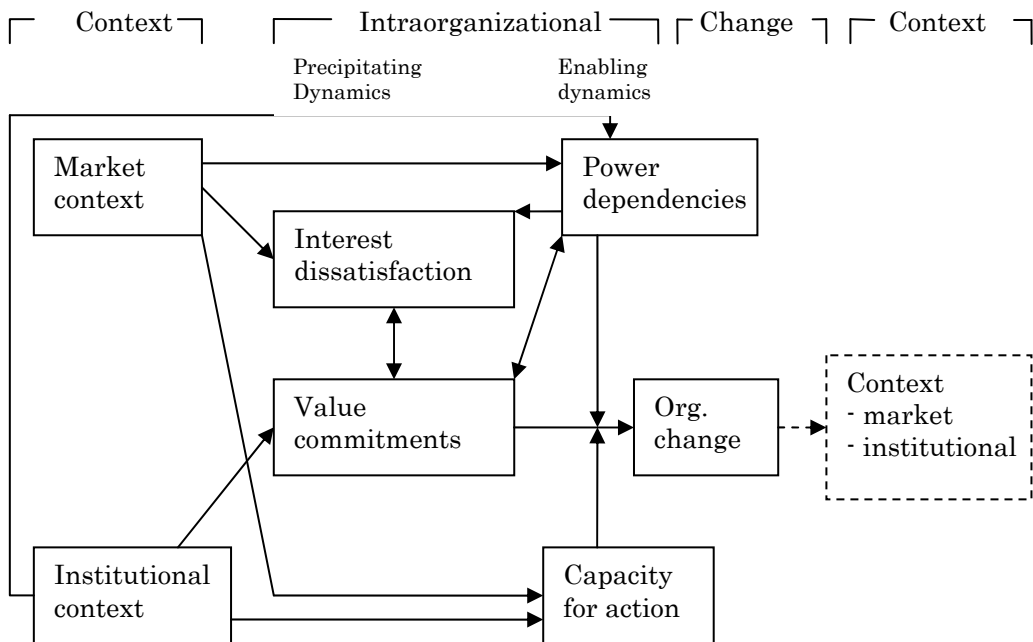 Context
Intraorganizational
Change
Context
Precipitating
Dynamics
Enabling
dynamics
Market
context
Power
dependencies
Interest
dissatisfaction
Value
commitments
Org.
change
Context
- market
- institutional
Institutional
context
Capacity
for action